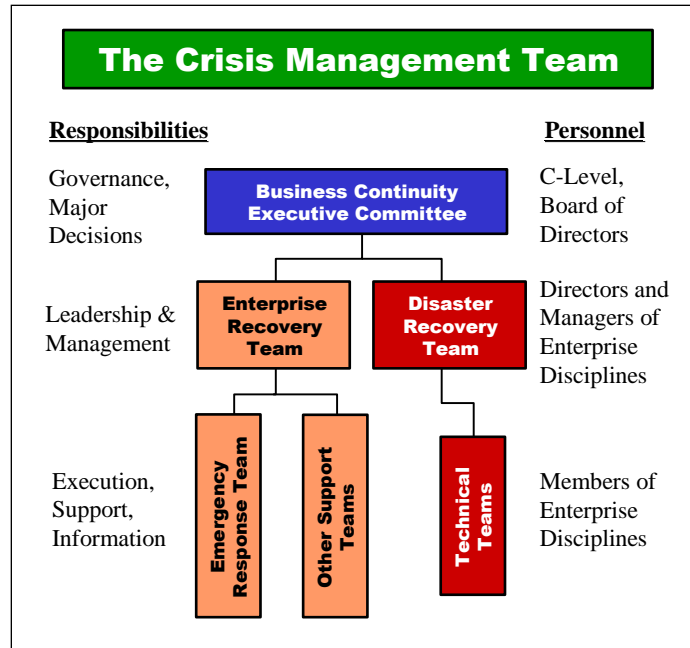 The Crisis Management Team
Responsibilities
Personnel
Governance,
Major
Decisions
Business Continuity
Executive Committee
C-Level,
Board of
Directors
Leadership &
Management
Enterprise
Recovery
Team
Disaster
Recovery
Team
Directors and
Managers of
Enterprise
Disciplines
Execution,
Support,
Information
Emergency
Response Team
Other Support
Teams
Technical
Teams
Members of
Enterprise
Disciplines